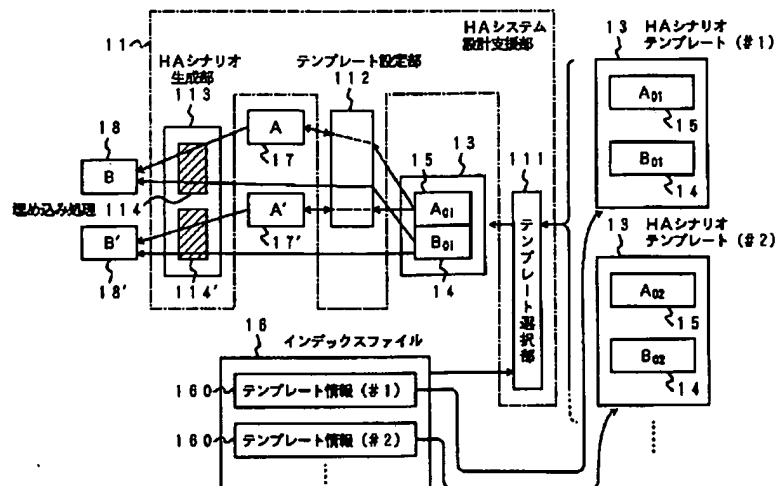 11
HAシステム
設計支援部
HAシナリオ
生成部
113
テンプレート設定部
112
13 HAシナリオ
テンプレート (#1)
A01
15
B01
14
18
B
A
17
15
13
111
A01
B01
14
テンプレート選択部
埋め込み処理 114
A'
17'
B'
18'
114'
13 HAシナリオ
テンプレート (#2)
A02
15
B02
14
16
インデックスファイル
160 テンプレート情報 (#1)
160 テンプレート情報 (#2)